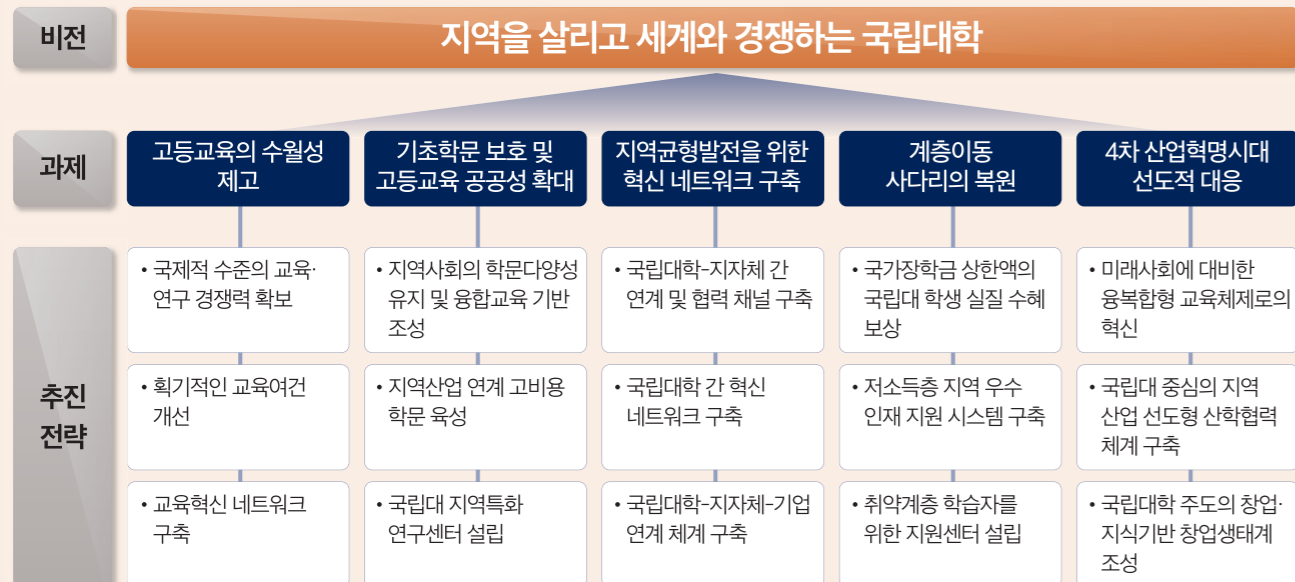 비전
지역을 살리고 세계와 경쟁하는 국립대학
과제
고등교육의 수월성
제고
기초학문 보호 및
고등교육 공공성 확대
지역균형발전을 위한
혁신 네트워크 구축
계층이동
사다리의 복원
4차 산업혁명시대
선도적 대응
추진
전략
• 국제적 수준의 교육·
연구 경쟁력 확보
• 지역사회의 학문다양성
유지 및 융합교육 기반
조성
• 국립대학-지자체 간
연계 및 협력 채널 구축
• 국가장학금 상한액의
국립대 학생 실질 수혜
보상
• 미래사회에 대비한
융복합형 교육체제로의
혁신
• 획기적인 교육여건
개선
• 지역산업 연계 고비용
학문 육성
• 국립대학 간 혁신
네트워크 구축
• 저소득층 지역 우수
인재 지원 시스템 구축
• 국립대 중심의 지역
산업 선도형 산학협력
체계 구축
• 교육혁신 네트워크
구축
• 국립대 지역특화
연구센터 설립
• 국립대학-지자체-기업
연계 체계 구축
• 취약계층 학습자를
위한 지원센터 설립
• 국립대학 주도의 창업·
지식기반 창업생태계
조성